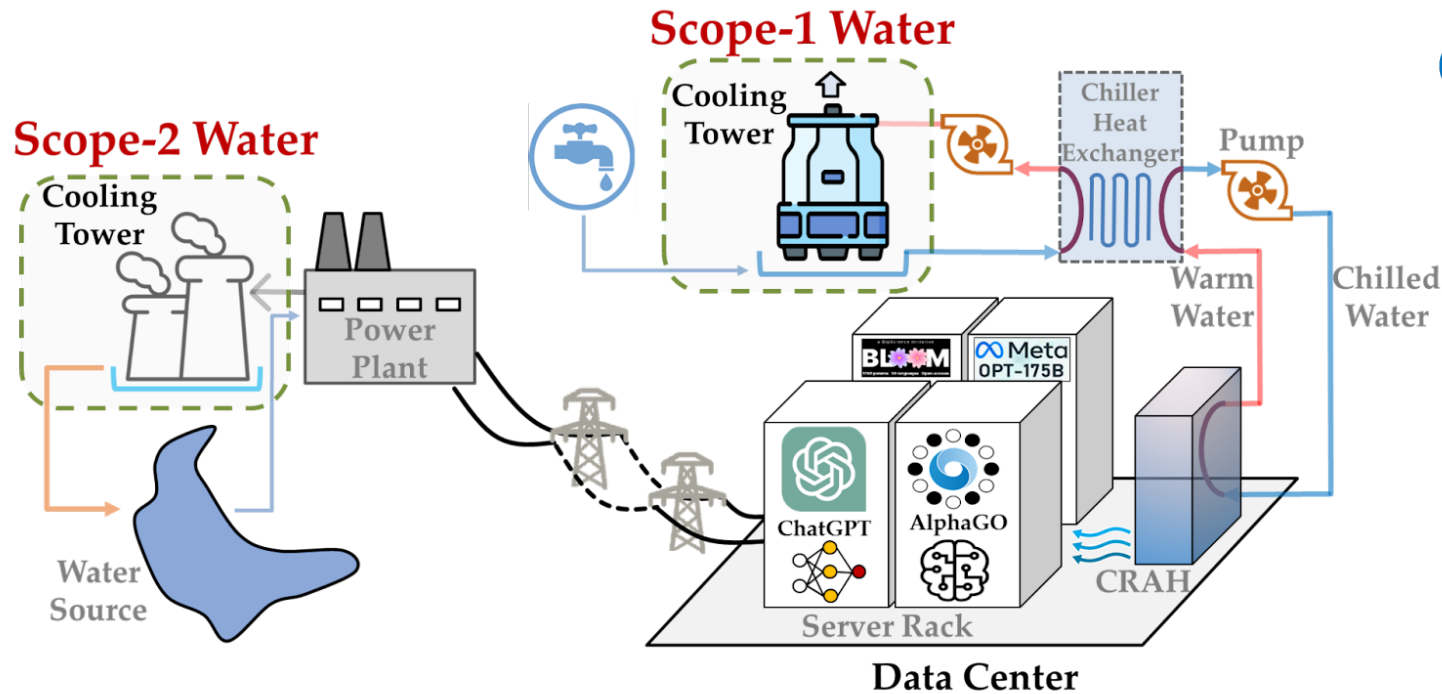 Scope-1 Water
Cooling
Tower
Chiller
Heat
Exchanger
Pump
Scope-2 Water
Cooling
Tower
Power
Plant
Warm
Water
Chilled
Water
BLOOM
Meta
OPT-175B
ChatGPT
AlphaGO
CRAH
Server Rack
Water
Source
Data Center